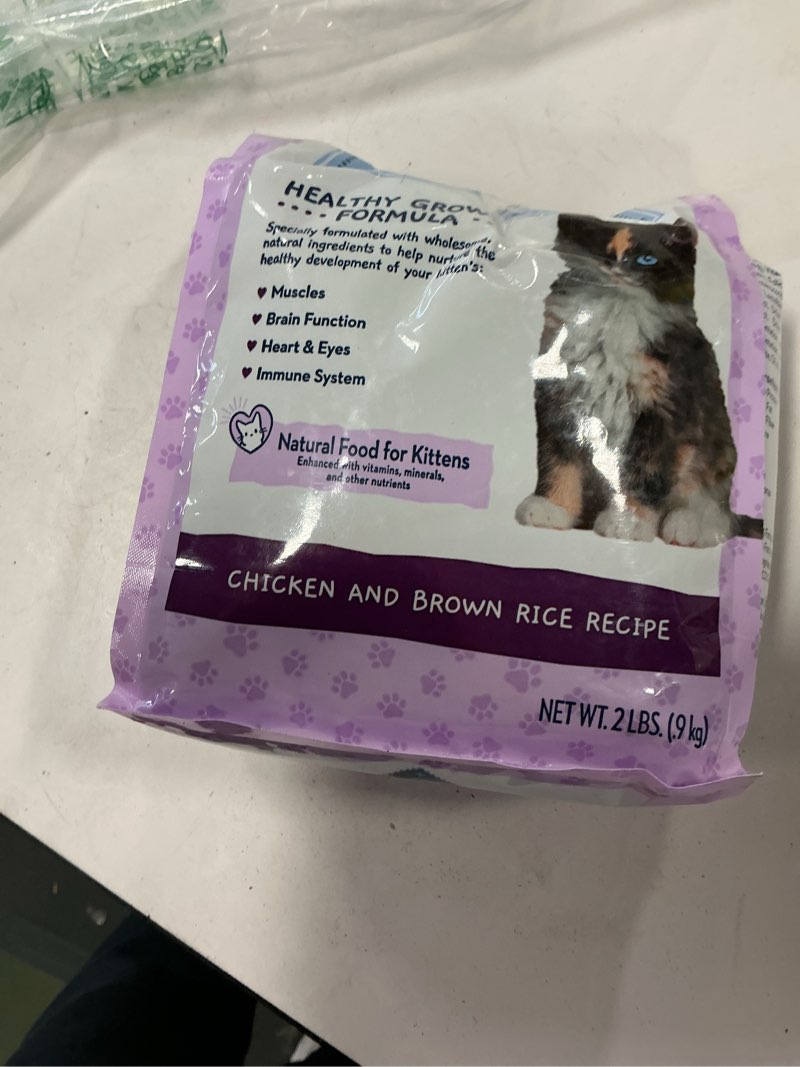 HEALTHY GROW
FORMULA
Specially formulated with wholesome,
natural ingredients to help nurture the
healthy development of your kitten's:
Muscles
Brain Function
Heart & Eyes
Immune System
Natural Food for Kittens
Enhanced with vitamins, minerals,
and other nutrients
CHICKEN AND BROWN RICE RECIPE
NET WT. 2 LBS. (.9 kg)